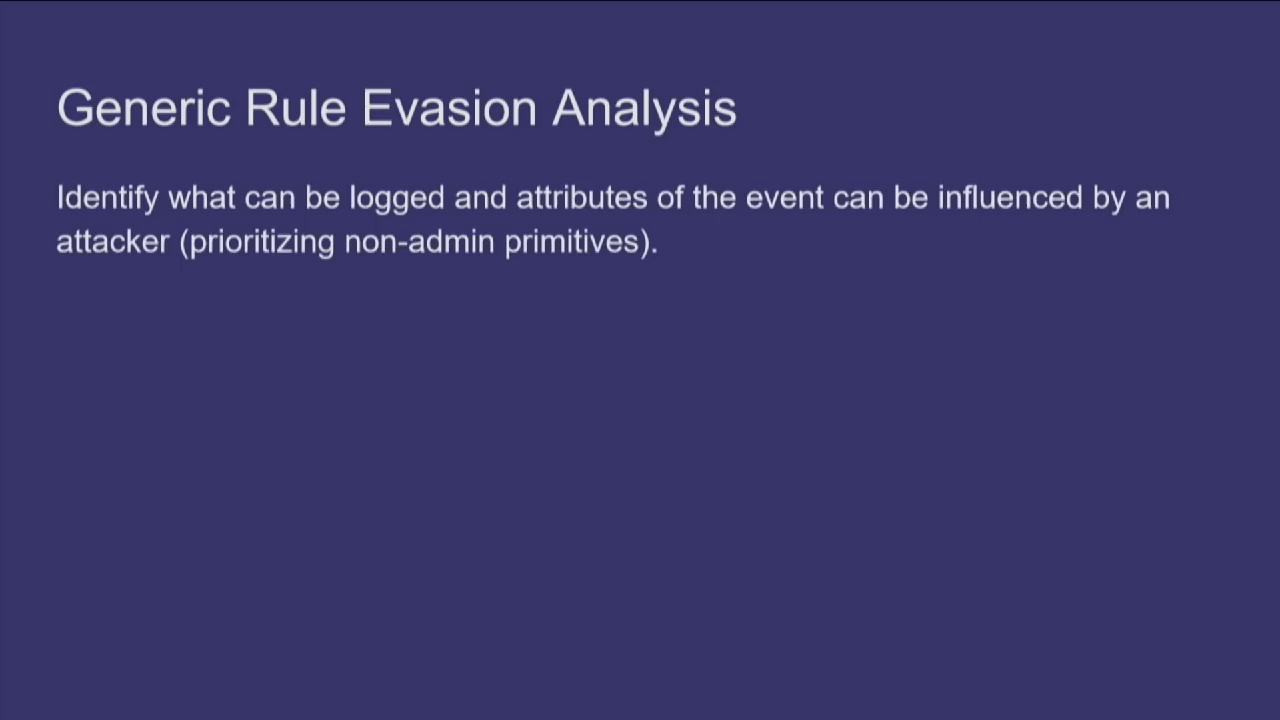 Generic Rule Evasion Analysis
Identify what can be logged and attributes of the event can be influenced by an
attacker (prioritizing non-admin primitives).